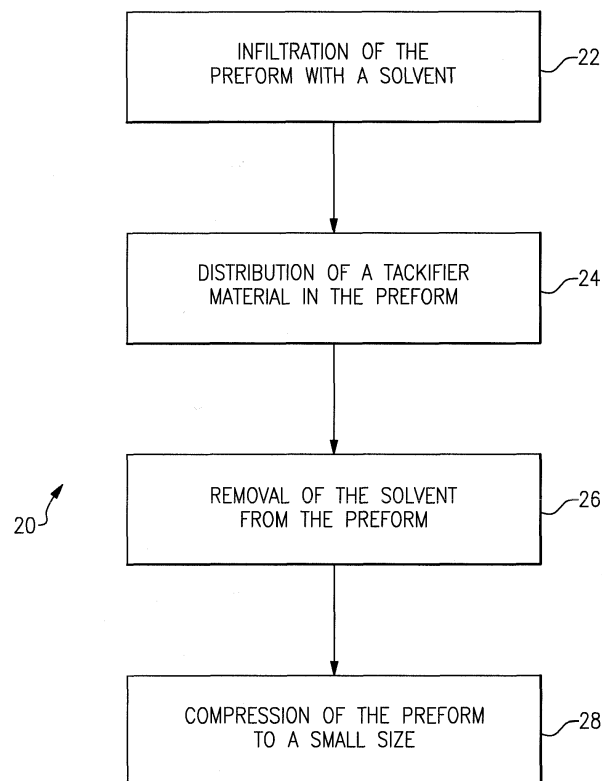 INFILTRATION OF THE
PREFORM WITH A SOLVENT
22
DISTRIBUTION OF A TACKIFIER
MATERIAL IN THE PREFORM
24
REMOVAL OF THE SOLVENT
FROM THE PREFORM
26
20
COMPRESSION OF THE PREFORM
TO A SMALL SIZE
28